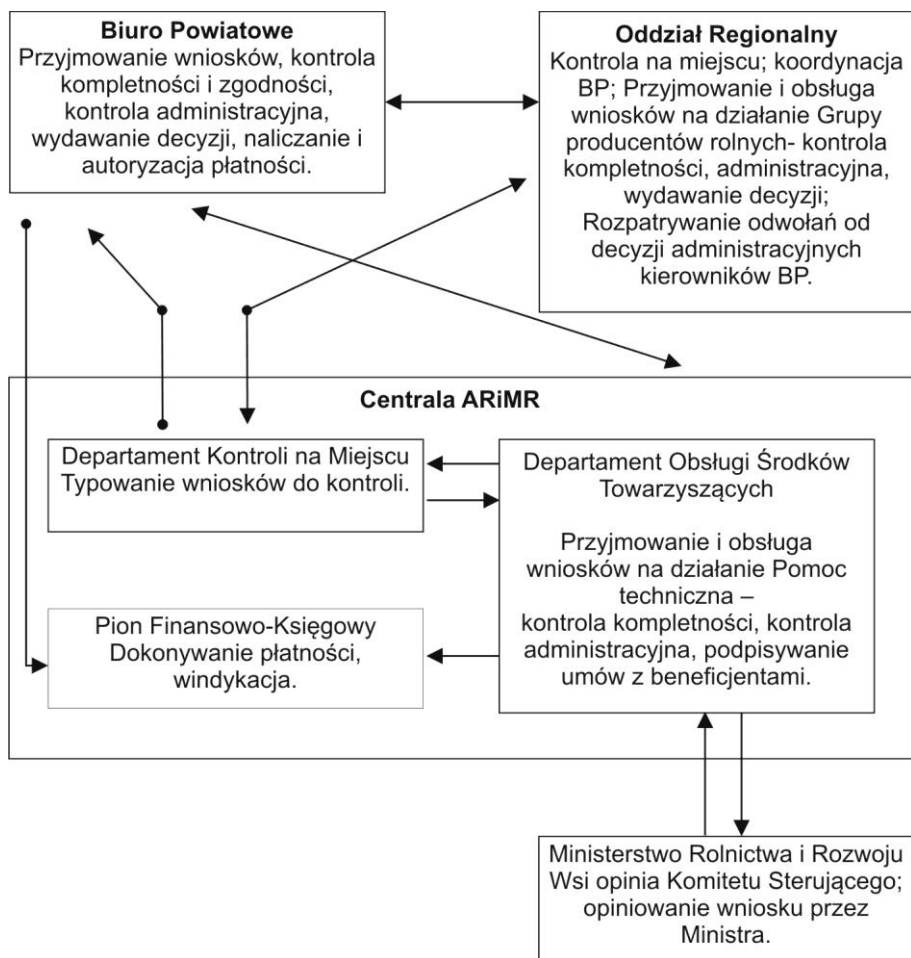 Biuro Powiatowe
Przyjmowanie wniosków, kontrola
kompletności i zgodności,
kontrola administracyjna,
wydawanie decyzji, naliczanie i
autoryzacja płatności.
Oddział Regionalny
Kontrola na miejscu; koordynacja
BP; Przyjmowanie i obsługa
wniosków na działanie Grupy
producentów rolnych- kontrola
kompletności, administracyjna,
wydawanie decyzji;
Rozpatrywanie odwołań od
decyzji administracyjnych
kierowników BP.
Centrala ARiMR
Departament Kontroli na Miejscu
Typowanie wniosków do kontroli.
Departament Obsługi Środków
Towarzyszących
Przyjmowanie i obsługa
wniosków na działanie Pomoc
techniczna –
kontrola kompletności, kontrola
administracyjna, podpisywanie
umów z beneficjentami.
Pion Finansowo-Księgowy
Dokonywanie płatności,
windykacja.
Ministerstwo Rolnictwa i Rozwoju
Wsi opinia Komitetu Sterującego;
opiniowanie wniosku przez
Ministra.